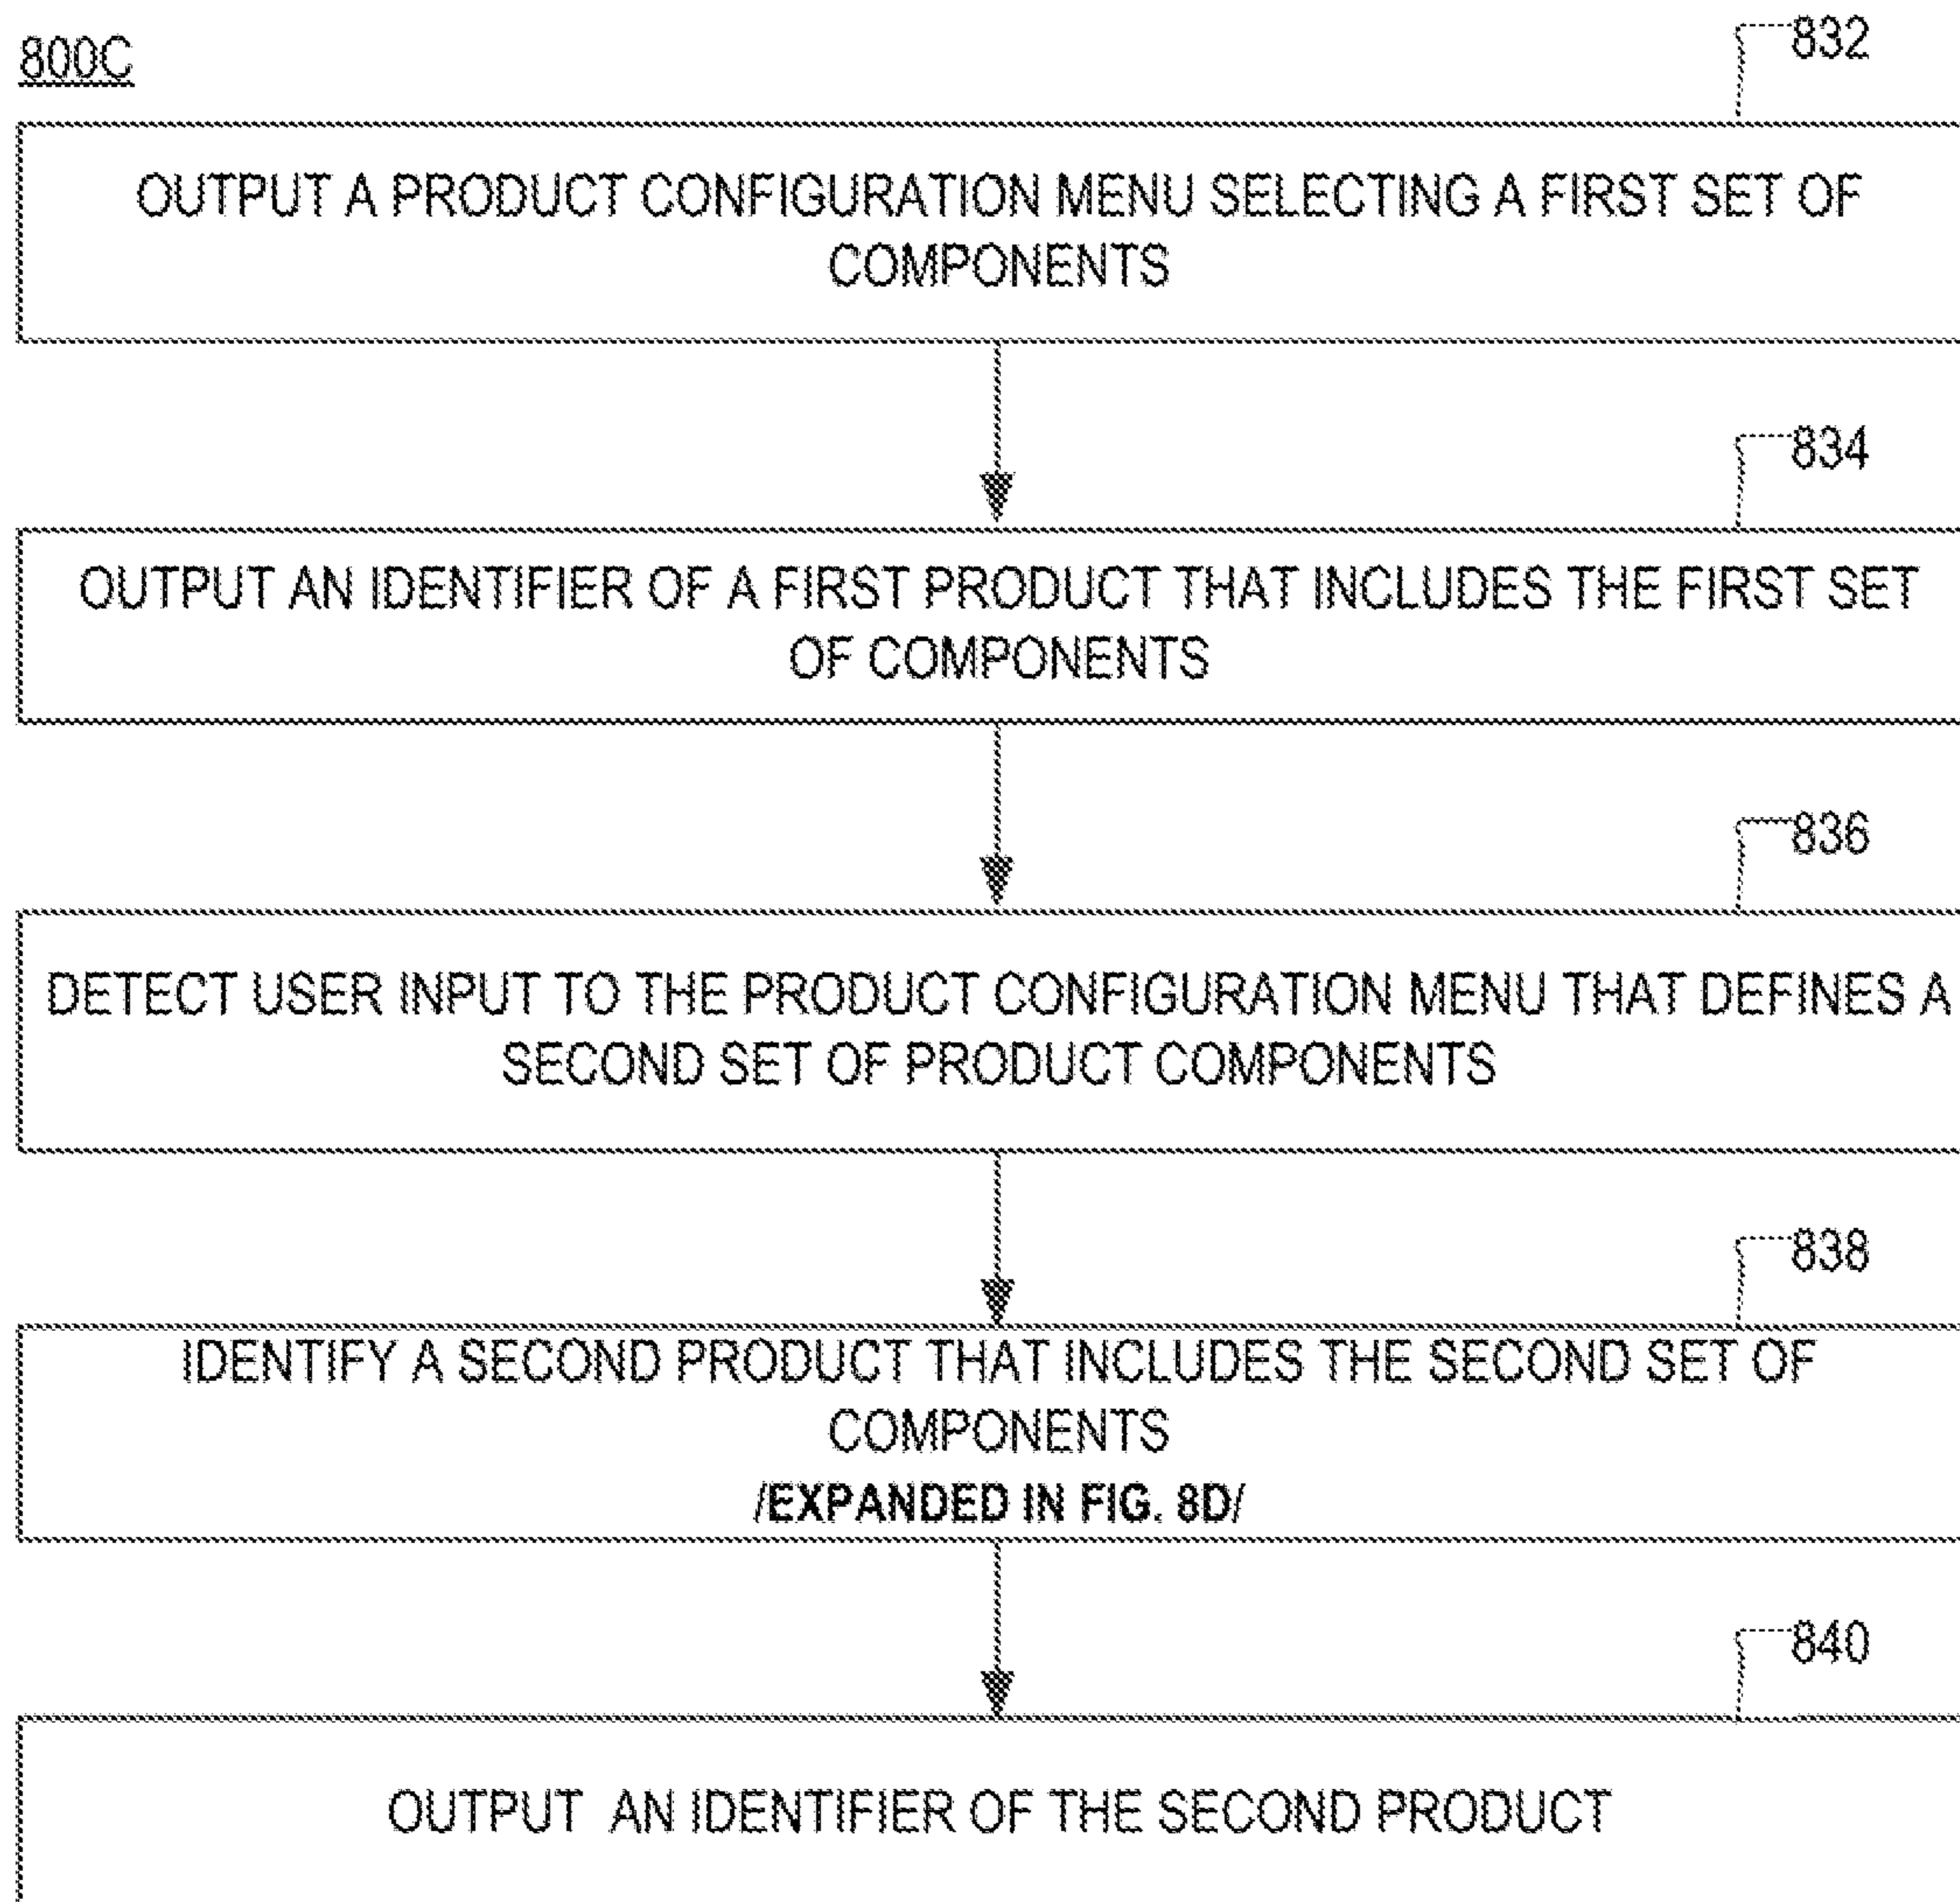 800C
832
OUTPUT A PRODUCT CONFIGURATION MENU SELECTING A FIRST SET OF
COMPONENTS
834
OUTPUT AN IDENTIFIER OF A FIRST PRODUCT THAT INCLUDES THE FIRST SET
OF COMPONENTS
836
DETECT USER INPUT TO THE PRODUCT CONFIGURATION MENU THAT DEFINES A
SECOND SET OF PRODUCT COMPONENTS
838
IDENTIFY A SECOND PRODUCT THAT INCLUDES THE SECOND SET OF
COMPONENTS
/EXPANDED IN FIG. 8D/
840
OUTPUT AN IDENTIFIER OF THE SECOND PRODUCT